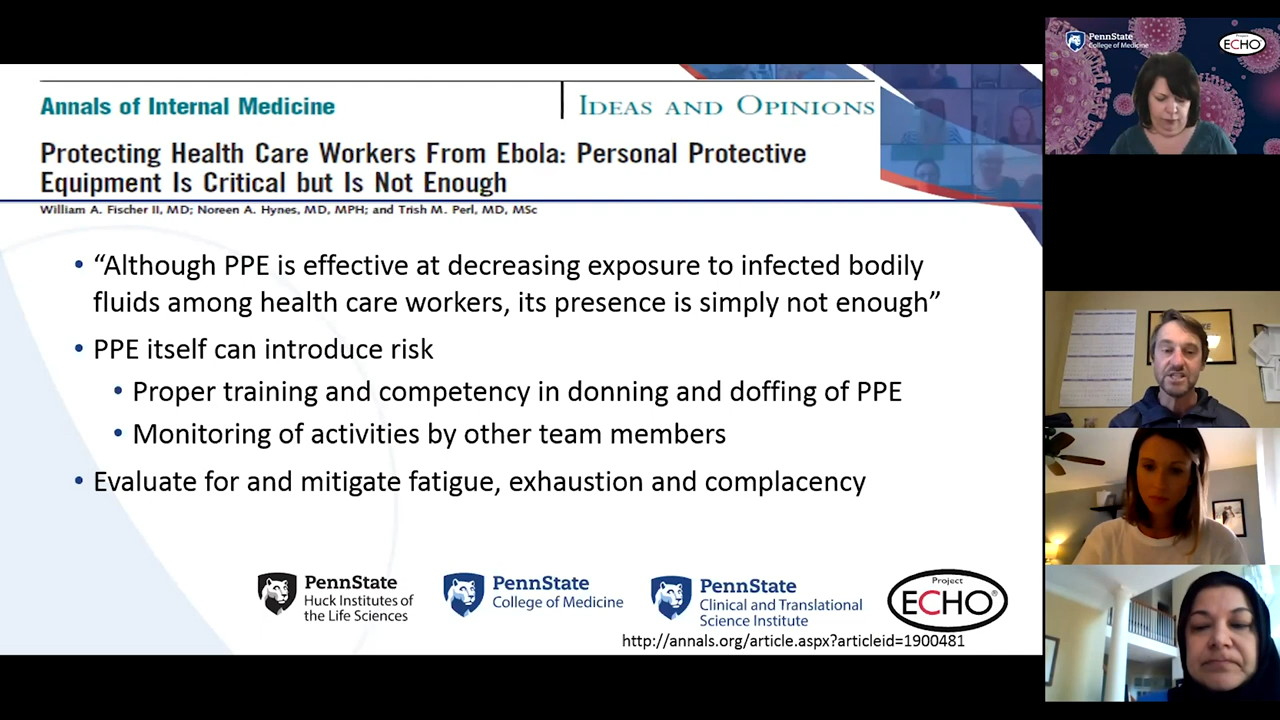 Annals of Internal Medicine
IDEAS AND OPINIONS
Protecting Health Care Workers From Ebola: Personal Protective
Equipment Is Critical but Is Not Enough
William A. Fischer II, MD; Noreen A. Hynes, MD, MPH; and Trish M. Perl, MD, MSc
• “Although PPE is effective at decreasing exposure to infected bodily
fluids among health care workers, its presence is simply not enough”
• PPE itself can introduce risk
• Proper training and competency in donning and doffing of PPE
• Monitoring of activities by other team members
• Evaluate for and mitigate fatigue, exhaustion and complacency
PennState
Huck Institutes of
the Life Sciences
PennState
College of Medicine
PennState
Clinical and Translational
Science Institute
Project
ECHO®
http://annals.org/article.aspx?articleid=1900481
PennState
College of Medicine
Project
ECHO